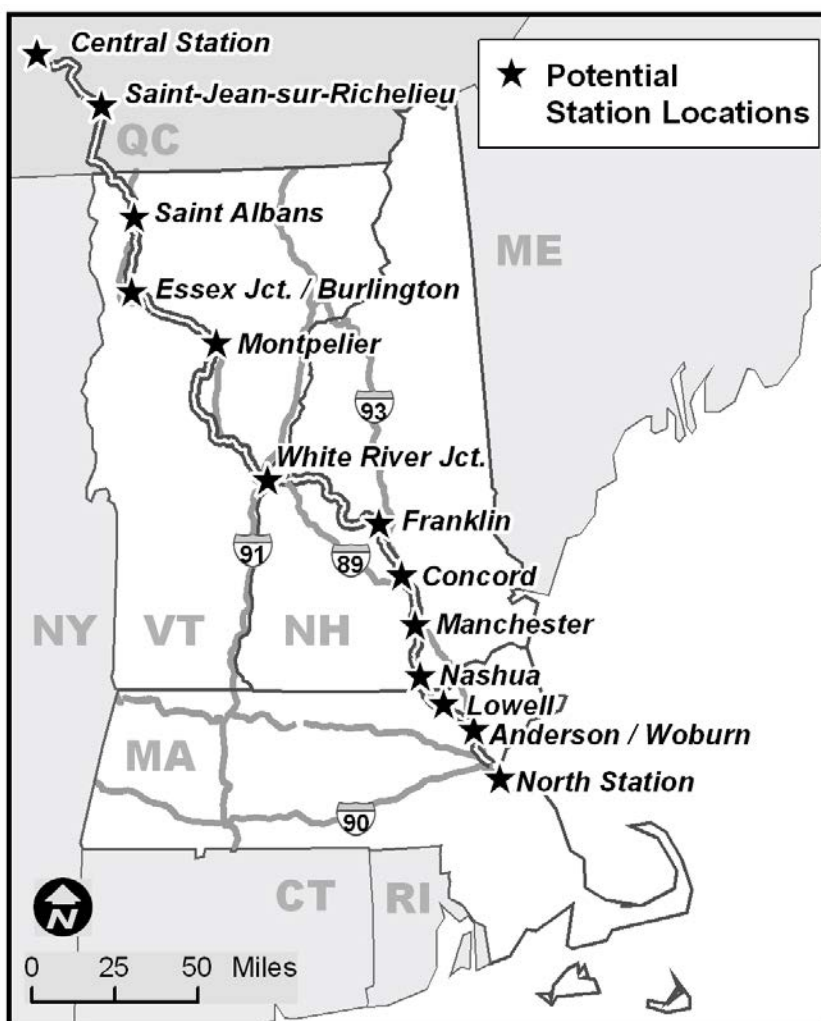 Central Station
Potential
Station Locations
Saint-Jean-sur-Richelieu
QC
Saint Albans
ME
Essex Jct. / Burlington
Montpelier
93
White River Jct.
Franklin
91
89
Concord
NY
VT
NH
Manchester
Nashua
Lowell
Anderson / Woburn
MA
North Station
90
CT
RI
N
0 25 50 Miles